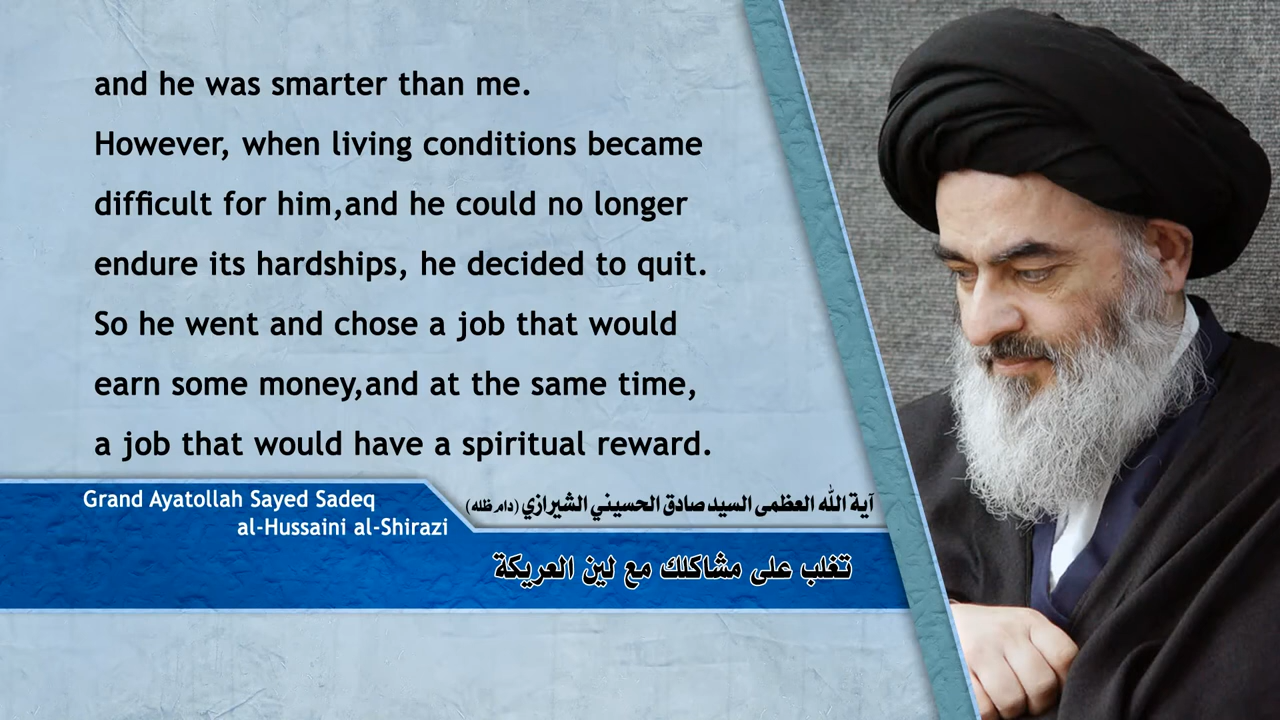 and he was smarter than me.
However, when living conditions became
difficult for him,and he could no longer
endure its hardships, he decided to quit.
So he went and chose a job that would
earn some money,and at the same time,
a job that would have a spiritual reward.
Grand Ayatollah Sayed Sadeq
al-Hussaini al-Shirazi
آية الله العظمى السيد صادق الحسيني الشيرازي (دام ظله)
تغلب على مشاكلك مع لين العريكة